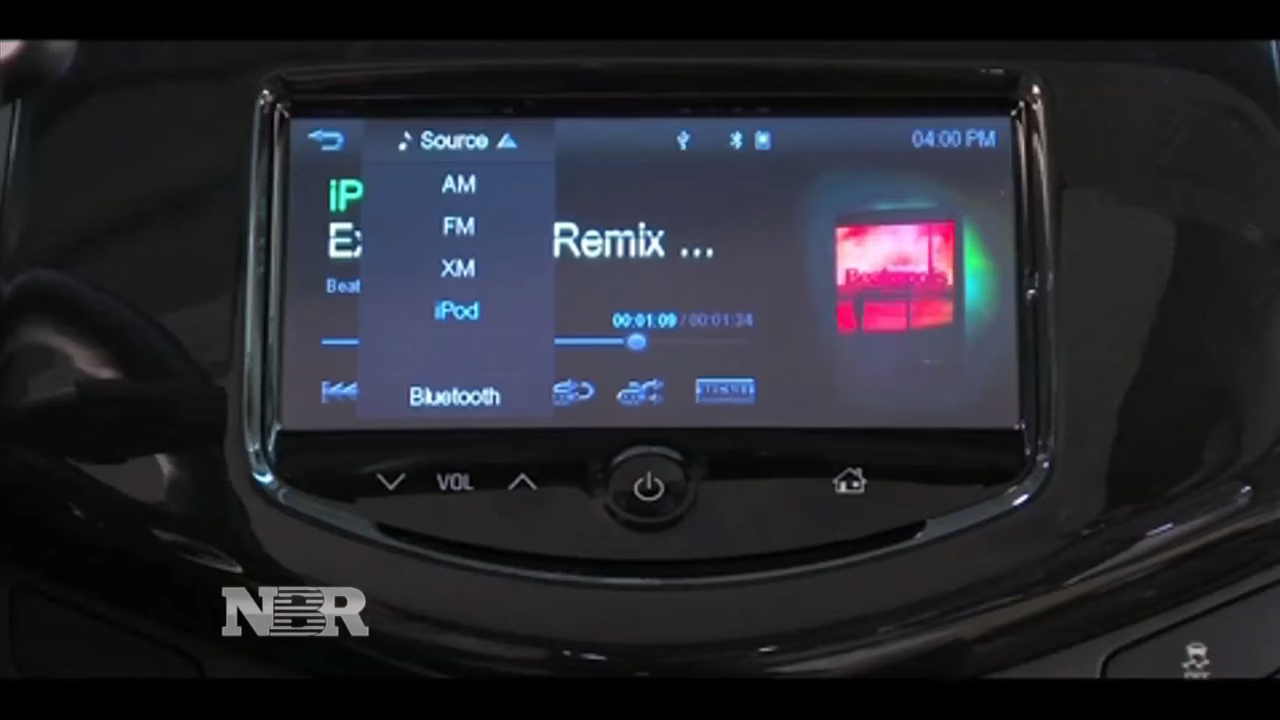 Source
04:00 PM
AM
iP
FM
Ex
Remix ...
XM
Beat
iPod
00:01:09 / 00:01:34
Bluetooth
VOL
NBR